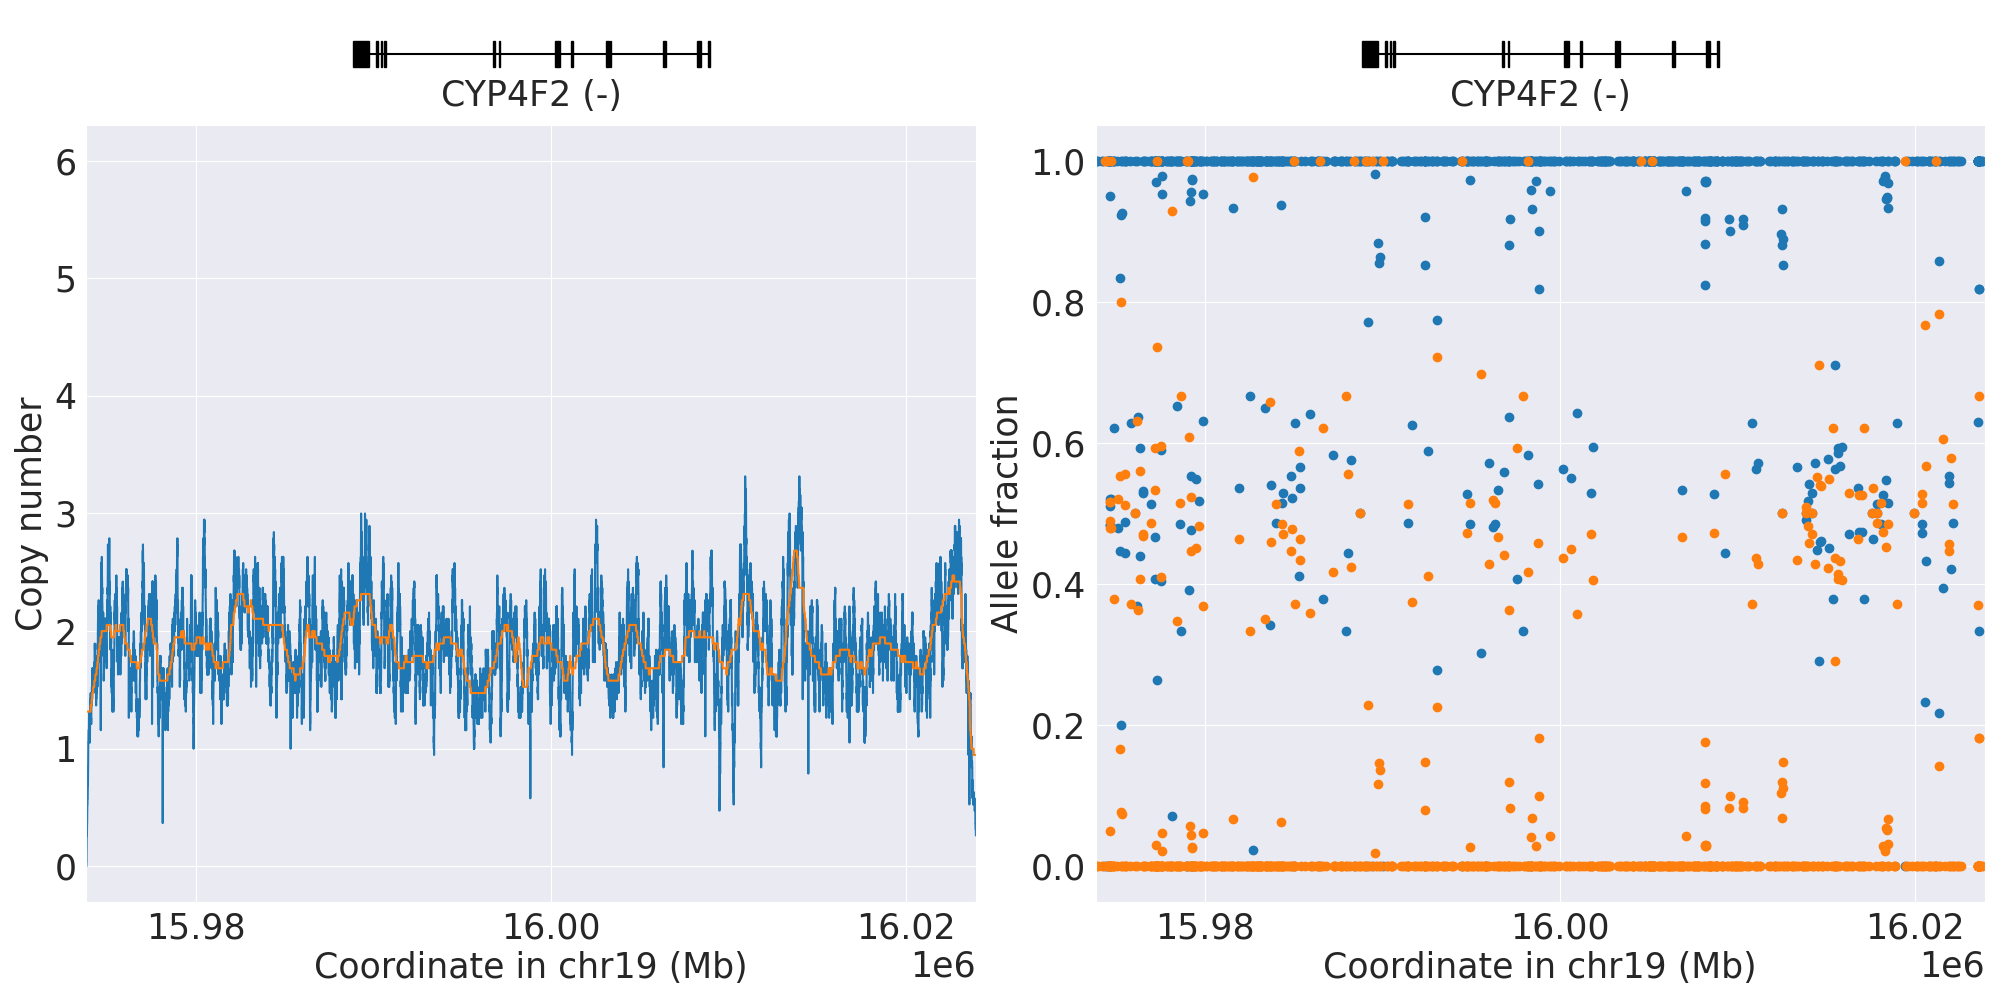 CYP4F2 (-)
6
5
4
3
2
1
0
Copy number
15.98
16.00
16.02
Coordinate in chr19 (Mb)
1e6
CYP4F2 (-)
1.0
0.8
0.6
0.4
0.2
0.0
Allele fraction
15.98
16.00
16.02
Coordinate in chr19 (Mb)
1e6